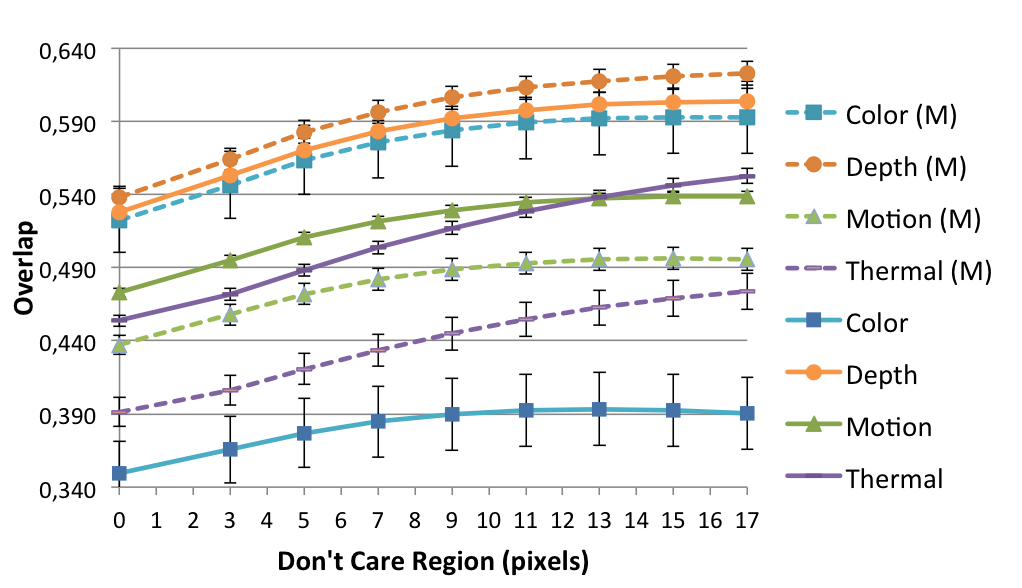 0,640
0,590
0,540
0,490
0,440
0,390
0,340
Overlap
0 1 2 3 4 5 6 7 8 9 10 11 12 13 14 15 16 17
Don't Care Region (pixels)
Color (M)
Depth (M)
Motion (M)
Thermal (M)
Color
Depth
Motion
Thermal